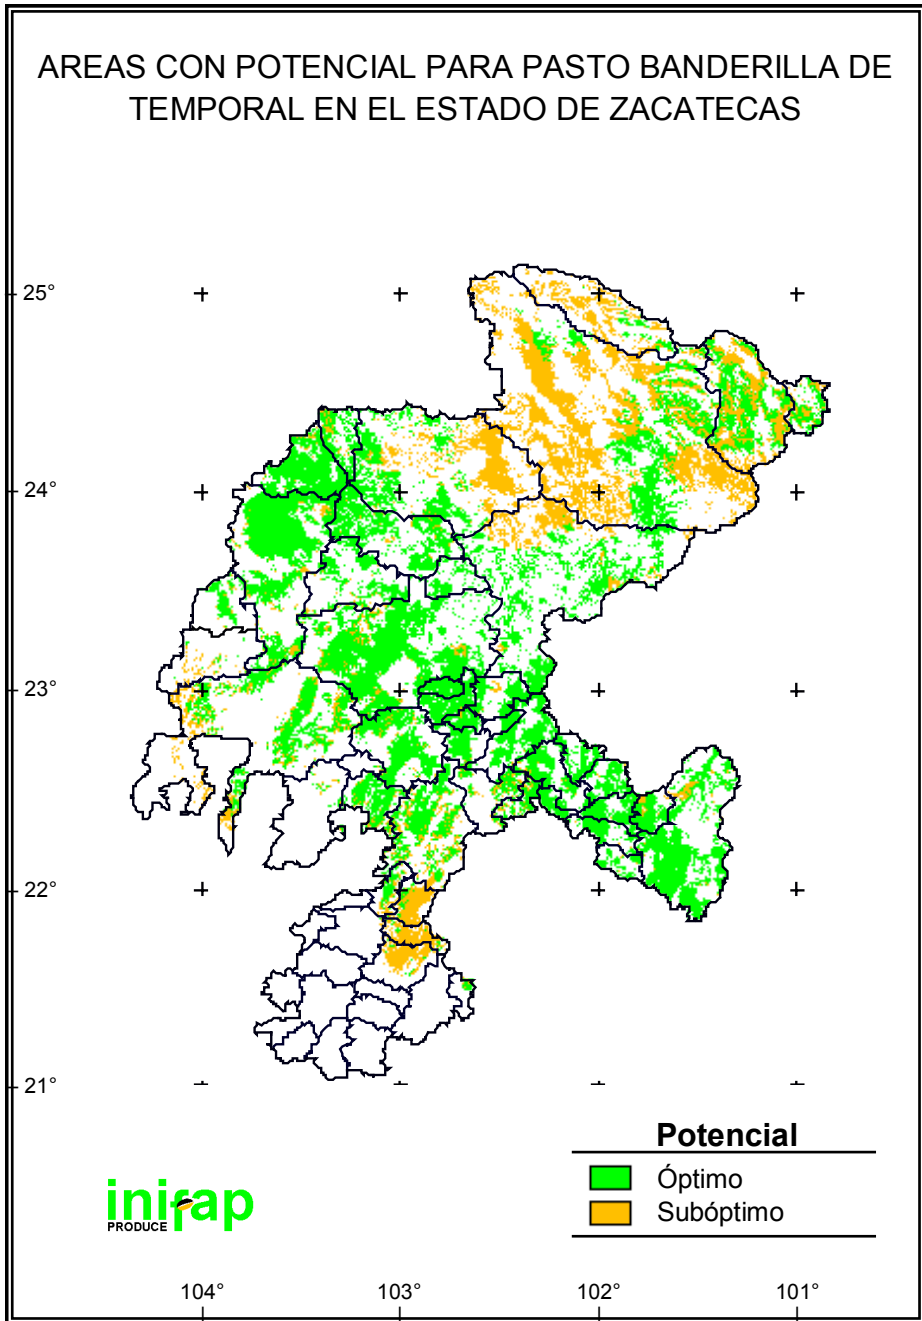 AREAS CON POTENCIAL PARA PASTO BANDERILLA DE
TEMPORAL EN EL ESTADO DE ZACATECAS
25°
24°
23°
22°
21°
Potencial
Óptimo
Subóptimo
inifap
PRODUCE
104°
103°
102°
101°